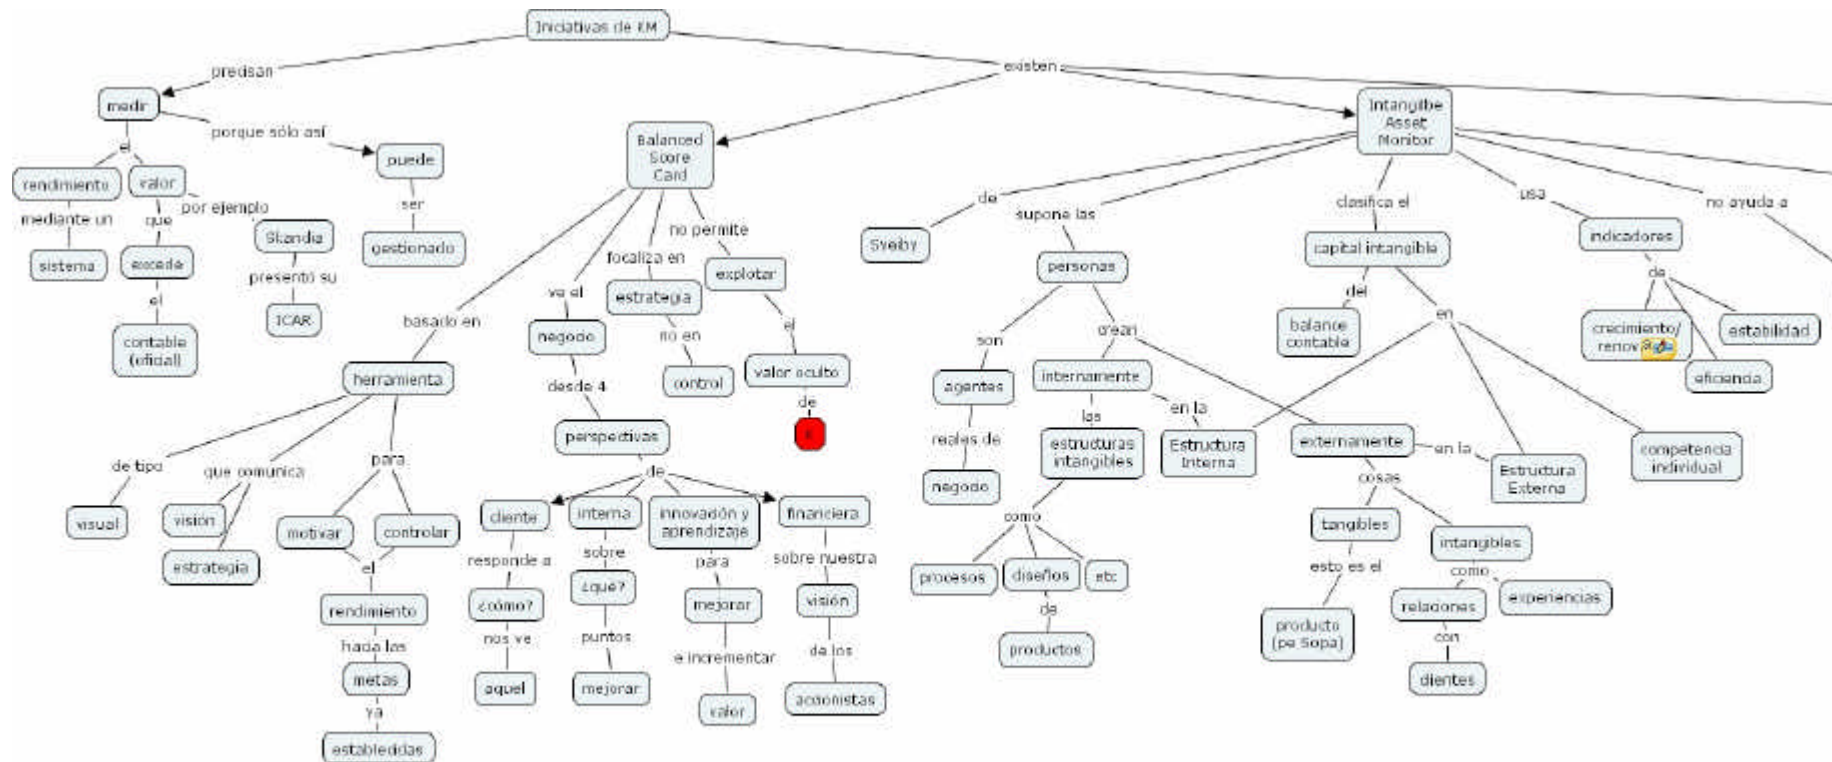 Iniciativas de KM
precisan
existen
medir
porque sólo así
puede
ser
gestionado
el
rendimiento
mediante un
sistema
valor
que
excede
el
contable
(oficial)
por ejemplo
Skandia
presentó su
ICAR
Balanced
Score
Card
basado en
herramienta
de tipo
visual
que comunica
visión
estrategia
para
motivar
controlar
el
rendimiento
hacia las
metas
ya
establecidas
ve el
negocio
desde 4
perspectivas
de
cliente
responde a
¿cómo?
nos ve
aquel
interna
sobre
¿qué?
puntos
mejorar
innovación y
aprendizaje
para
mejorar
e incrementar
valor
financiera
sobre nuestra
visión
de los
accionistas
focaliza en
estrategia
no en
control
no permite
explotar
el
valor oculto
de
Intangilbe
Asset
Monitor
de
Sveiby
supone las
personas
son
agentes
reales de
negocio
crean
internamente
las
estructuras
intangibles
como
procesos
diseños
de
productos
etc
en la
Estructura
Interna
externamente
en la
Estructura
Externa
cosas
tangibles
esto es el
producto
(pe Sopa)
intangibles
como
relaciones
con
clientes
experiencias
clasifica el
capital intangible
del
balance
contable
en
competencia
individual
usa
indicadores
de
crecimiento/
renov
eficiencia
estabilidad
no ayuda a